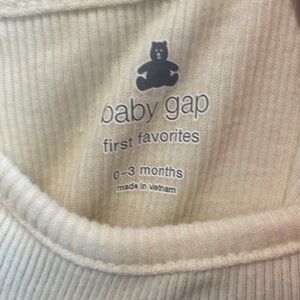 baby gap
first favorites
0-3 months
made in vietnam